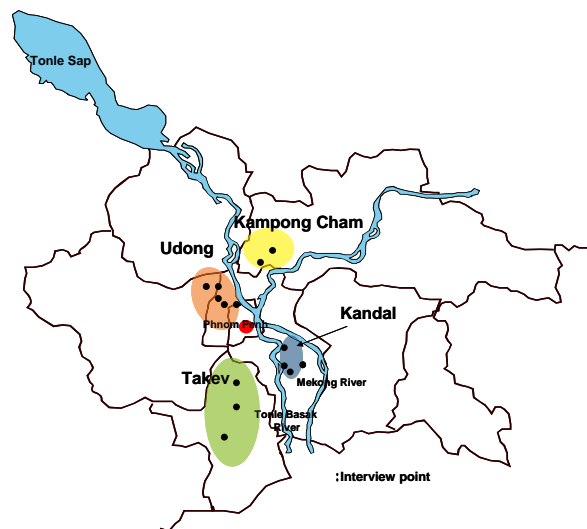 Tonle Sap
Kampong Cham
Udong
Kandal
Phnom Penh
Takev
Mekong River
Tonle Basak
River
:Interview point